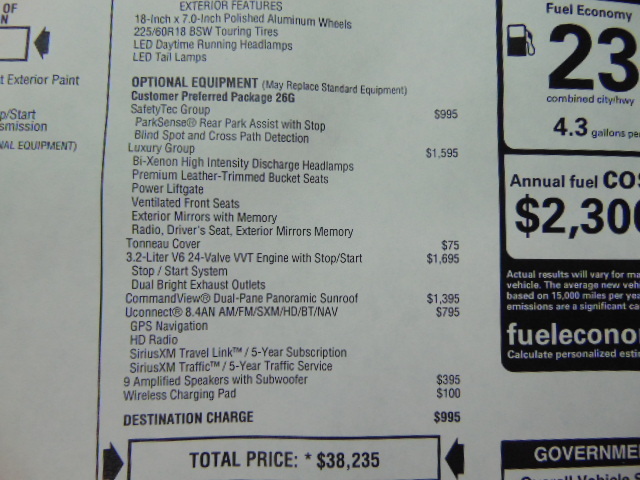 OF
N
t Exterior Paint
p/Start
smission
NAL EQUIPMENT)
EXTERIOR FEATURES
18-Inch x 7.0-Inch Polished Aluminum Wheels
225/60R18 BSW Touring Tires
LED Daytime Running Headlamps
LED Tail Lamps
OPTIONAL EQUIPMENT (May Replace Standard Equipment)
Customer Preferred Package 26G
SafetyTec Group $995
ParkSense® Rear Park Assist with Stop
Blind Spot and Cross Path Detection
Luxury Group $1,595
Bi-Xenon High Intensity Discharge Headlamps
Premium Leather-Trimmed Bucket Seats
Power Liftgate
Ventilated Front Seats
Exterior Mirrors with Memory
Radio, Driver's Seat, Exterior Mirrors Memory
Tonneau Cover $75
3.2-Liter V6 24-Valve VVT Engine with Stop/Start $1,695
Stop / Start System
Dual Bright Exhaust Outlets
CommandView® Dual-Pane Panoramic Sunroof $1,395
Uconnect® 8.4AN AM/FM/SXM/HD/BT/NAV $795
GPS Navigation
HD Radio
SiriusXM Travel Link™ / 5-Year Subscription
SiriusXM Traffic™ / 5-Year Traffic Service
9 Amplified Speakers with Subwoofer $395
Wireless Charging Pad $100
DESTINATION CHARGE $995
TOTAL PRICE: * $38,235
Fuel Economy
23
combined city/hwy
4.3 gallons pe
Annual fuel COS
$2,300
Actual results will vary for ma
vehicle. The average new veh
based on 15,000 miles per yea
emissions are a significant ca
fuelecono
Calculate personalized estim
GOVERNME
Overall Vehicle S